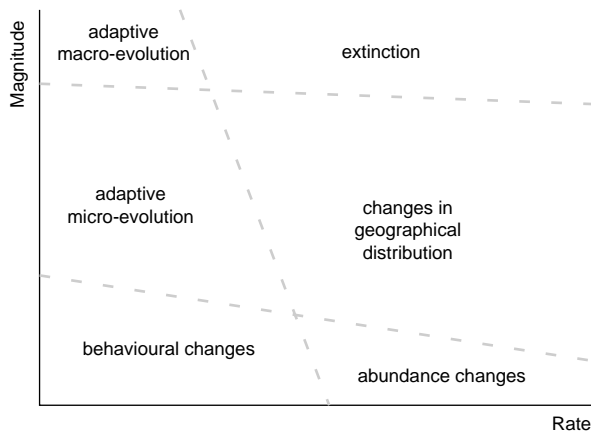 Magnitude
adaptive
macro-evolution
extinction
adaptive
micro-evolution
changes in
geographical
distribution
behavioural changes
abundance changes
Rate